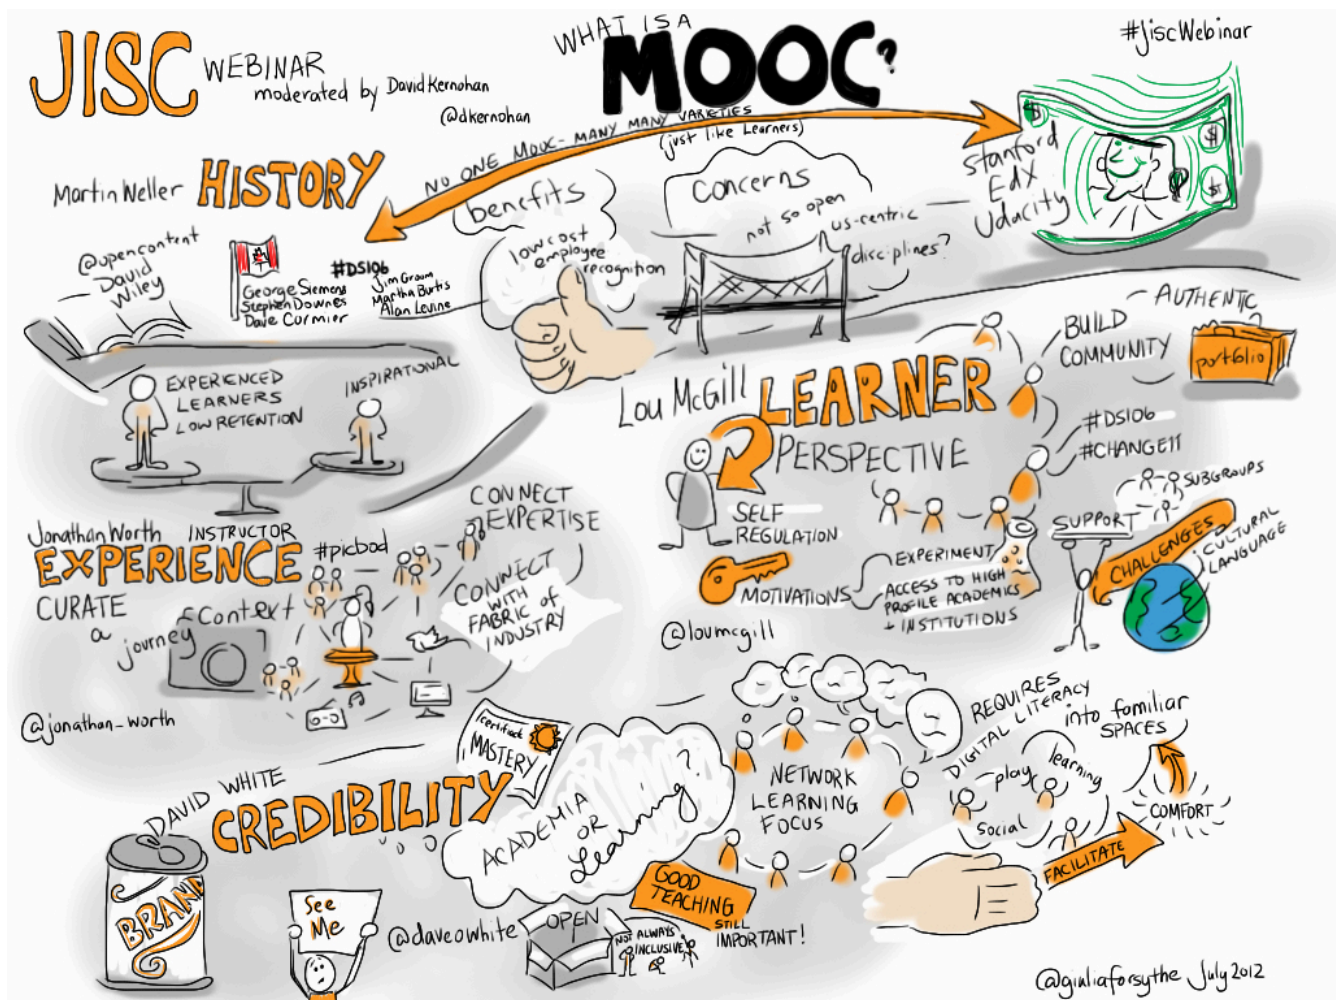 JISC WEBINAR
moderated by David Kernohan
@dkernohan
WHAT IS A
MOOC?
#jiscWebinar
NO ONE MOOC - MANY MANY VARIETIES
(just like Learners)
Martin Weller HISTORY
@opencontent
David
Wiley
George Siemens
Stephen Downes
Dave Cormier
#DS106
Jim Groom
Martha Burtis
Alan Levine
benefits
low cost
employee
recognition
Concerns
not so open
us-centric
disciplines?
Stanford
EdX
Udacity
$
$
$
EXPERIENCED
LEARNERS
LOW RETENTION
INSPIRATIONAL
Lou McGill LEARNER
PERSPECTIVE
BUILD
COMMUNITY
AUTHENTIC
portfolio
#DS106
#CHANGE11
SELF
REGULATION
MOTIVATIONS
EXPERIMENT
ACCESS TO HIGH
PROFILE ACADEMICS
+ INSTITUTIONS
@loumcgill
SUPPORT
SUBGROUPS
CHALLENGES
CULTURAL
LANGUAGE
Jonathan Worth INSTRUCTOR
EXPERIENCE
#picbod
CURATE
a
journey
Context
CONNECT
EXPERTISE
CONNECT
WITH
FABRIC of
INDUSTRY
@jonathan_worth
DAVID WHITE
CREDIBILITY
BRAND
See
Me
@daveowhite
certificate
MASTERY
ACADEMIA
OR
Learning
GOOD
TEACHING
STILL
IMPORTANT!
OPEN
NOT ALWAYS
INCLUSIVE
NETWORK
LEARNING
FOCUS
REQUIRES
DIGITAL LITERACY
play
learning
social
into familiar
SPACES
COMFORT
FACILITATE
@giuliaforsythe July 2012